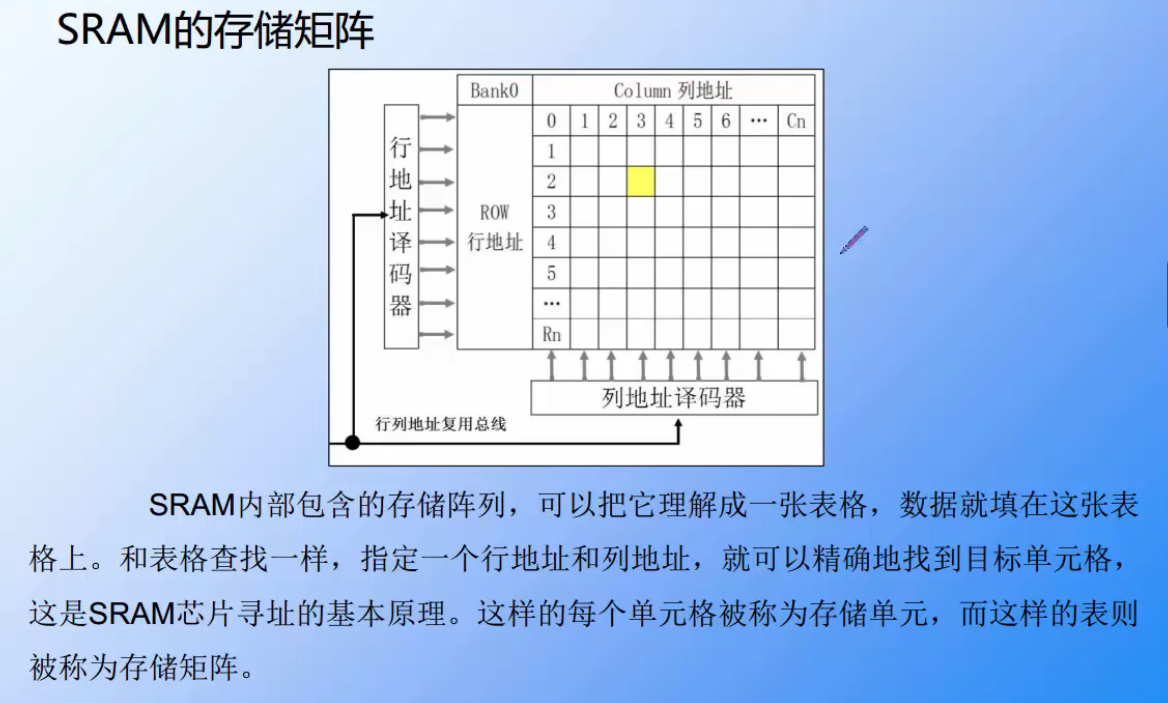 SRAM的存储矩阵
Bank0 Column 列地址
0 1 2 3 4 5 6 … Cn
1
2
3
4
5
…
Rn
行地址译码器
ROW
行地址
列地址译码器
行列地址复用总线
SRAM内部包含的存储阵列，可以把它理解成一张表格，数据就填在这张表
格上。和表格查找一样，指定一个行地址和列地址，就可以精确地找到目标单元格，
这是SRAM芯片寻址的基本原理。这样的每个单元格被称为存储单元，而这样的表则
被称为存储矩阵。